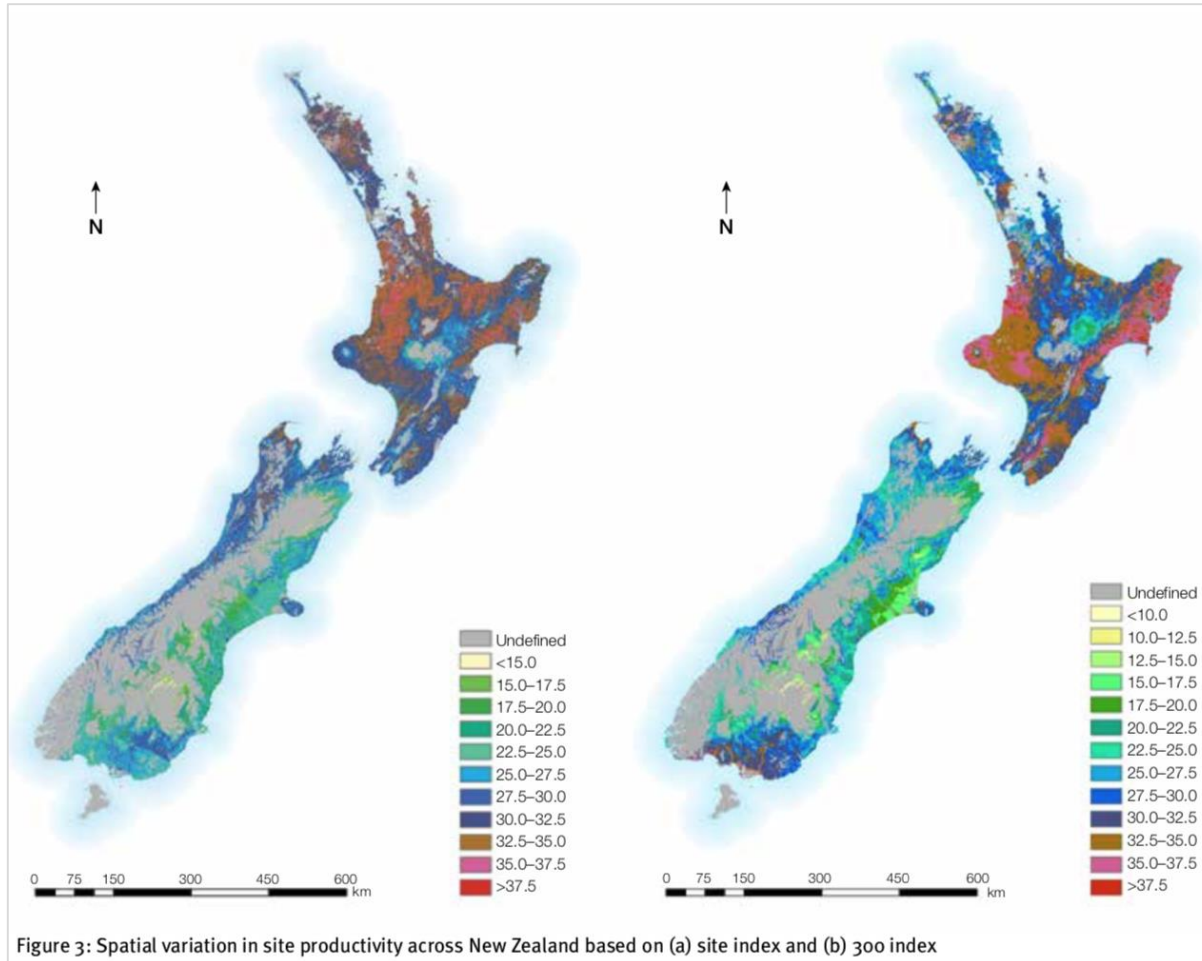 N
N
Undefined
<15.0
15.0–17.5
17.5–20.0
20.0–22.5
22.5–25.0
25.0–27.5
27.5–30.0
30.0–32.5
32.5–35.0
35.0–37.5
>37.5
0 75 150 300 450 600
km
Undefined
<10.0
10.0–12.5
12.5–15.0
15.0–17.5
17.5–20.0
20.0–22.5
22.5–25.0
25.0–27.5
27.5–30.0
30.0–32.5
32.5–35.0
35.0–37.5
>37.5
0 75 150 300 450 600
km
Figure 3: Spatial variation in site productivity across New Zealand based on (a) site index and (b) 300 index